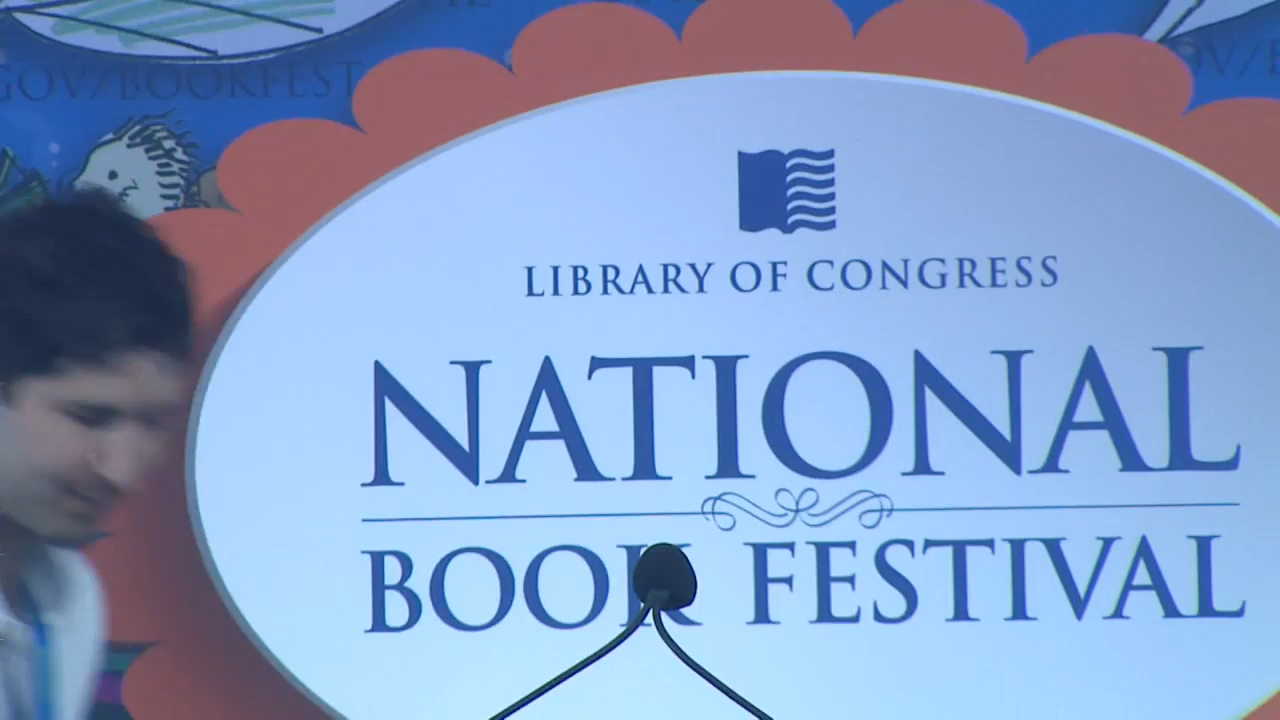 GOV/BOOKFEST
LIBRARY OF CONGRESS
NATIONAL
BOOK FESTIVAL